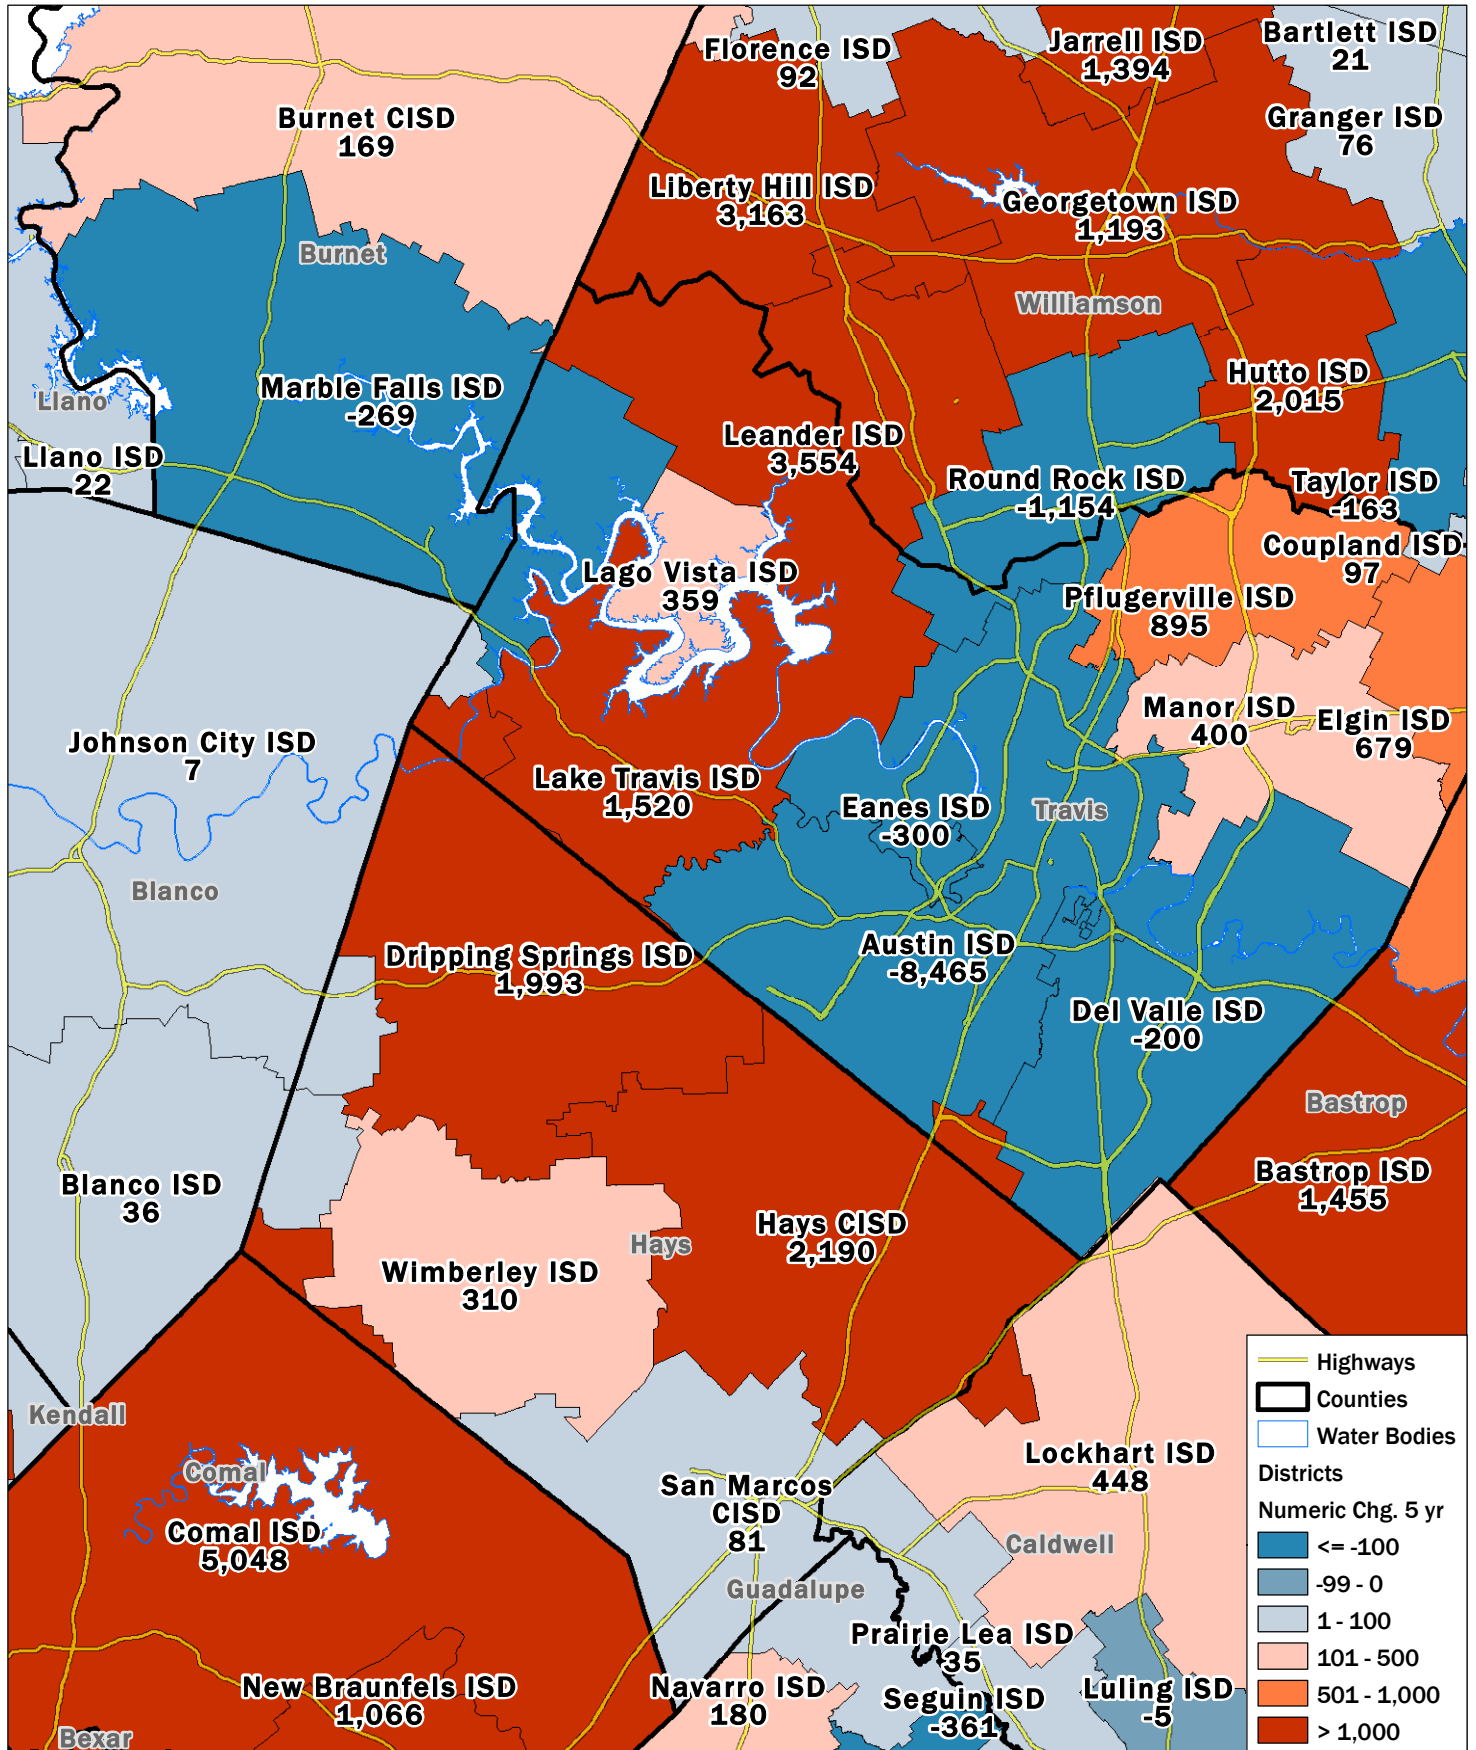 Florence ISD
92
Jarrell ISD
1,394
Bartlett ISD
21
Burnet CISD
169
Granger ISD
76
Liberty Hill ISD
3,163
Georgetown ISD
1,193
Burnet
Williamson
Marble Falls ISD
-269
Hutto ISD
2,015
Llano
Leander ISD
3,554
Llano ISD
22
Round Rock ISD
-1,154
Taylor ISD
-163
Coupland ISD
97
Lago Vista ISD
359
Pflugerville ISD
895
Manor ISD
400
Elgin ISD
679
Johnson City ISD
7
Lake Travis ISD
1,520
Eanes ISD
-300
Travis
Blanco
Dripping Springs ISD
1,993
Austin ISD
-8,465
Del Valle ISD
-200
Bastrop
Blanco ISD
36
Bastrop ISD
1,455
Hays
Hays CISD
2,190
Wimberley ISD
310
Kendall
Comal
Comal ISD
5,048
San Marcos
CISD
81
Lockhart ISD
448
Caldwell
Guadalupe
Prairie Lea ISD
35
New Braunfels ISD
1,066
Navarro ISD
180
Seguin ISD
-361
Luling ISD
-5
Bexar
Highways
Counties
Water Bodies
Districts
Numeric Chg. 5 yr
<= -100
-99 - 0
1 - 100
101 - 500
501 - 1,000
> 1,000